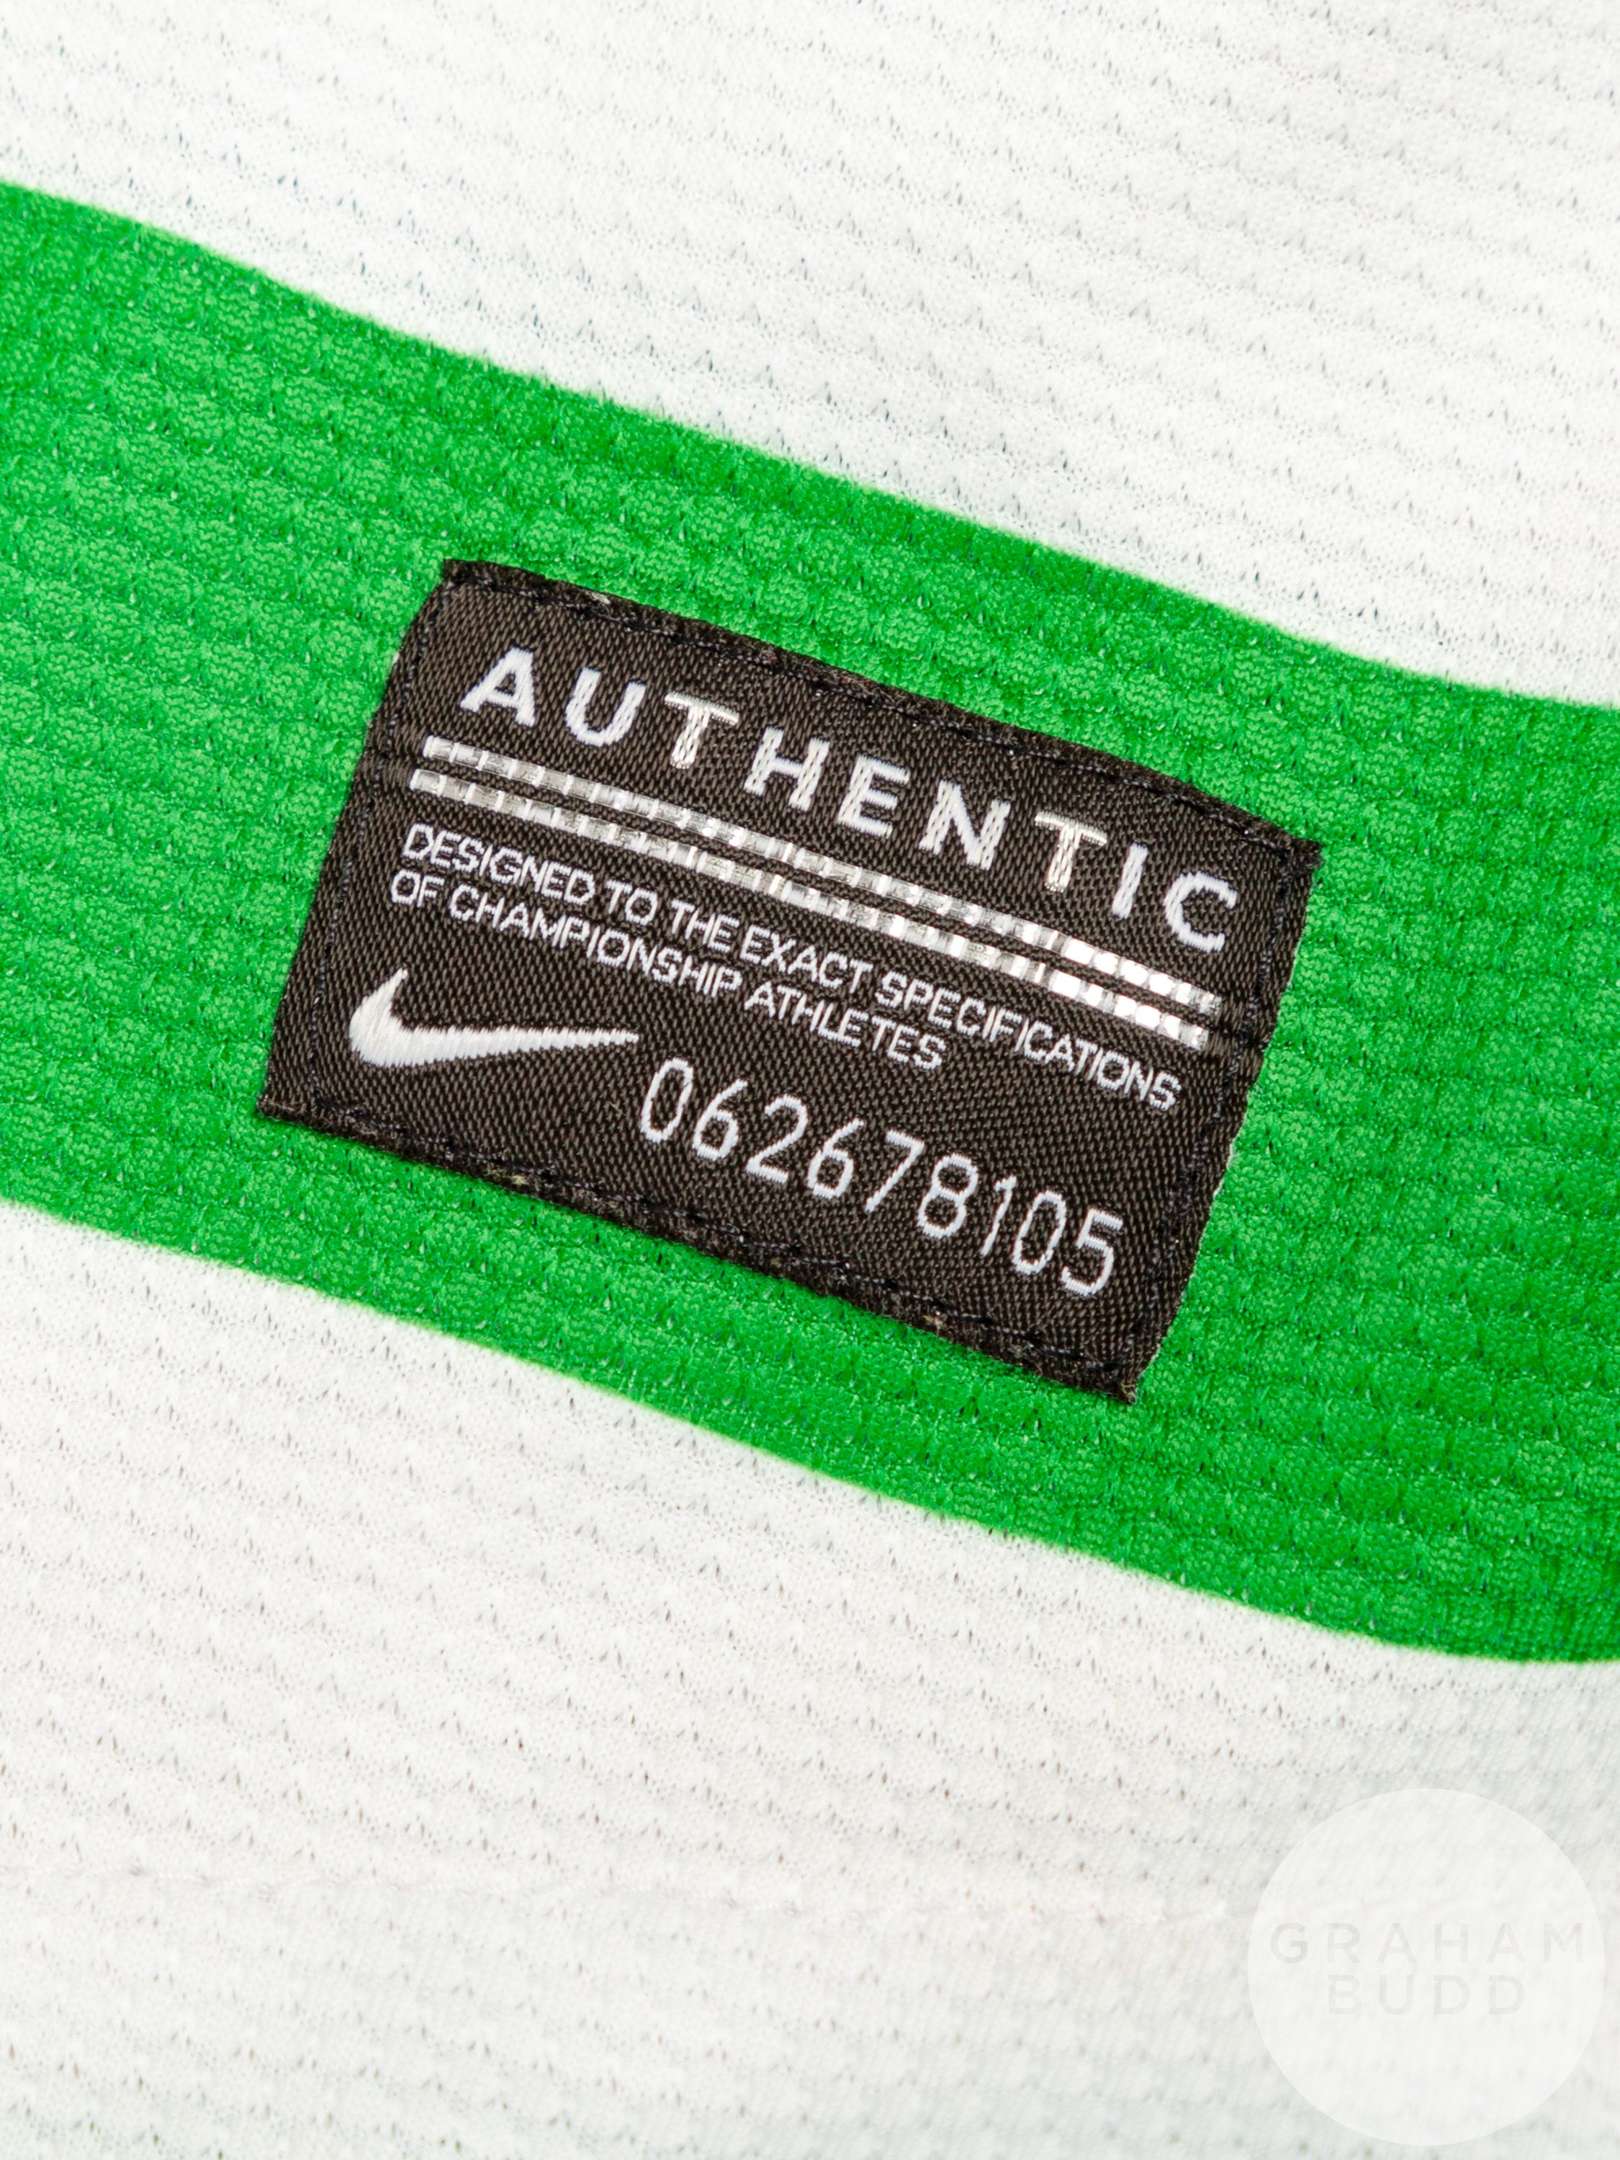 AUTHENTIC
DESIGNED TO THE EXACT SPECIFICATIONS
OF CHAMPIONSHIP ATHLETES
062678105
GRAHAM
BUDD